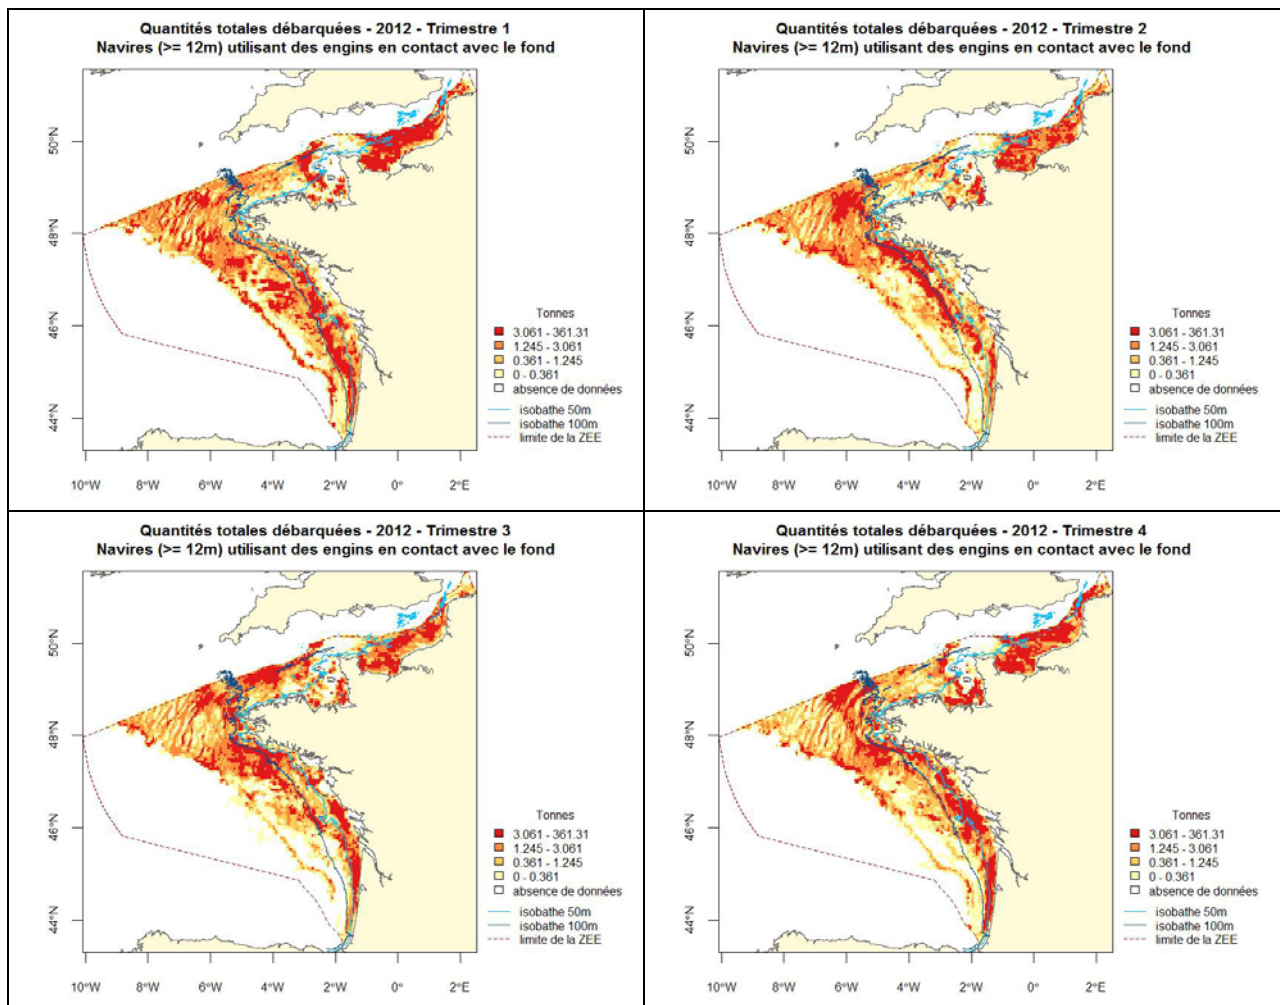 Quantités totales débarquées - 2012 - Trimestre 1
Navires (>= 12m) utilisant des engins en contact avec le fond
50°N
48°N
46°N
44°N
Tonnes
3.061 - 361.31
1.245 - 3.061
0.361 - 1.245
0 - 0.361
absence de données
isobathe 50m
isobathe 100m
limite de la ZEE
10°W 8°W 6°W 4°W 2°W 0° 2°E
Quantités totales débarquées - 2012 - Trimestre 2
Navires (>= 12m) utilisant des engins en contact avec le fond
50°N
48°N
46°N
44°N
Tonnes
3.061 - 361.31
1.245 - 3.061
0.361 - 1.245
0 - 0.361
absence de données
isobathe 50m
isobathe 100m
limite de la ZEE
10°W 8°W 6°W 4°W 2°W 0° 2°E
Quantités totales débarquées - 2012 - Trimestre 3
Navires (>= 12m) utilisant des engins en contact avec le fond
50°N
48°N
46°N
44°N
Tonnes
3.061 - 361.31
1.245 - 3.061
0.361 - 1.245
0 - 0.361
absence de données
isobathe 50m
isobathe 100m
limite de la ZEE
10°W 8°W 6°W 4°W 2°W 0° 2°E
Quantités totales débarquées - 2012 - Trimestre 4
Navires (>= 12m) utilisant des engins en contact avec le fond
50°N
48°N
46°N
44°N
Tonnes
3.061 - 361.31
1.245 - 3.061
0.361 - 1.245
0 - 0.361
absence de données
isobathe 50m
isobathe 100m
limite de la ZEE
10°W 8°W 6°W 4°W 2°W 0° 2°E